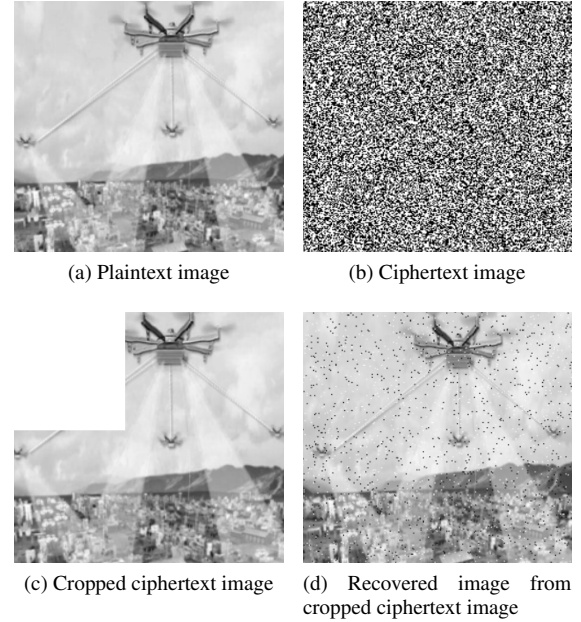 (a) Plaintext image
(b) Ciphertext image
(c) Cropped ciphertext image
(d) Recovered image from
cropped ciphertext image